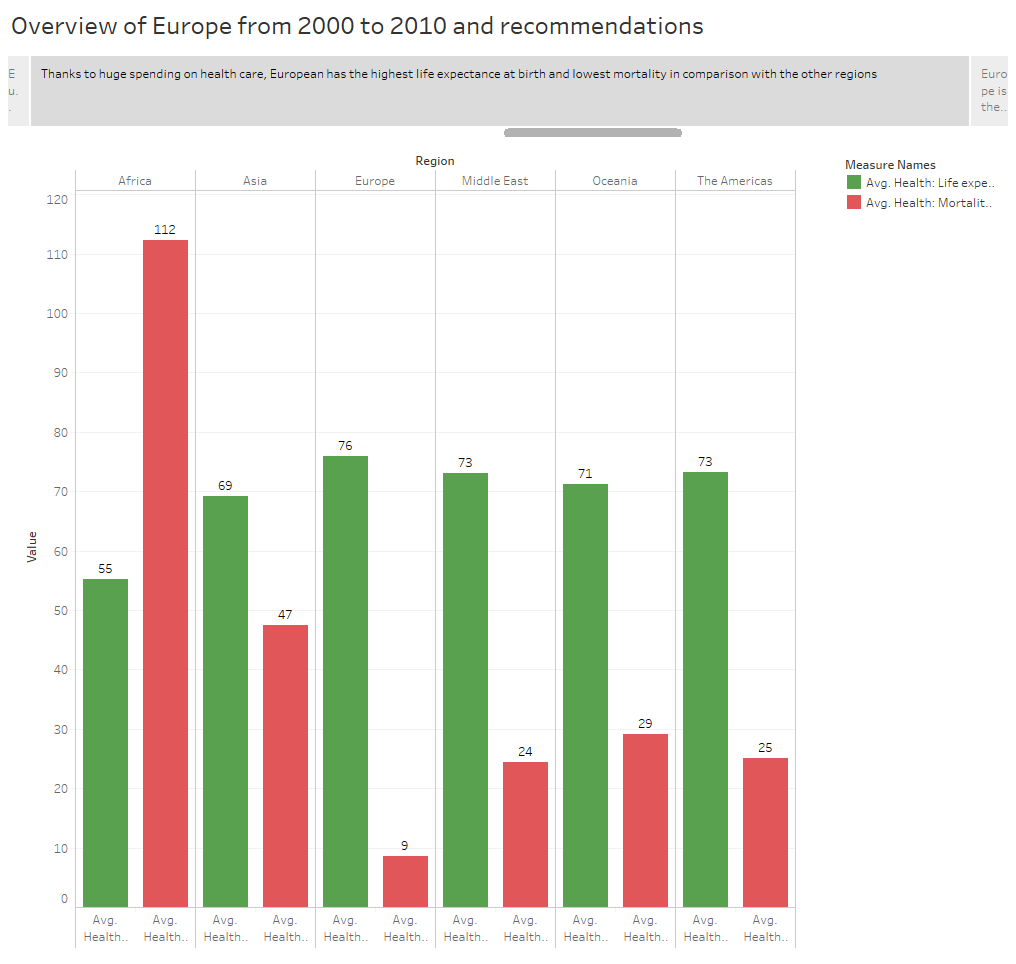 Overview of Europe from 2000 to 2010 and recommendations
E
u.
.
Thanks to huge spending on health care, European has the highest life expectance at birth and lowest mortality in comparison with the other regions
Euro
pe is
the..
Region
Africa Asia Europe Middle East Oceania The Americas
Measure Names
Avg. Health: Life expe..
Avg. Health: Mortalit..
Value
120
110
100
90
80
70
60
50
40
30
20
10
0
55 112 69 47 76 9 73 24 71 29 73 25
Avg. Avg. Avg. Avg. Avg. Avg. Avg. Avg. Avg. Avg. Avg. Avg.
Health.. Health.. Health.. Health.. Health.. Health.. Health.. Health.. Health.. Health.. Health.. Health..